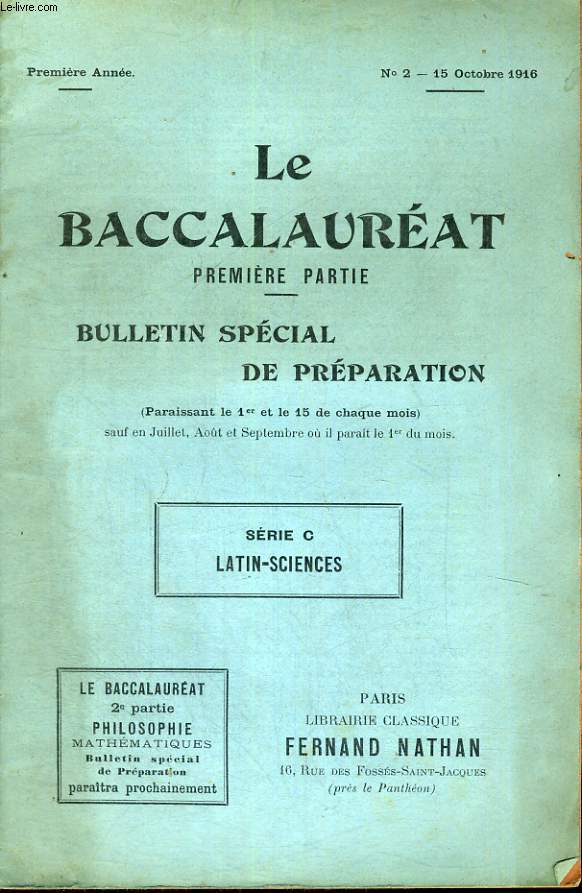 Le-livre.com
Première Année.
No 2 — 15 Octobre 1916
Le
BACCALAURÉAT
PREMIÈRE PARTIE
BULLETIN SPÉCIAL
DE PRÉPARATION
(Paraissant le 1er et le 15 de chaque mois)
sauf en Juillet, Août et Septembre où il paraît le 1er du mois.
SÉRIE C
LATIN-SCIENCES
LE BACCALAURÉAT
2e partie
PHILOSOPHIE
MATHÉMATIQUES
Bulletin spécial
de Préparation
paraîtra prochainement
PARIS
LIBRAIRIE CLASSIQUE
FERNAND NATHAN
16, RUE DES FOSSÉS-SAINT-JACQUES
(près le Panthéon)